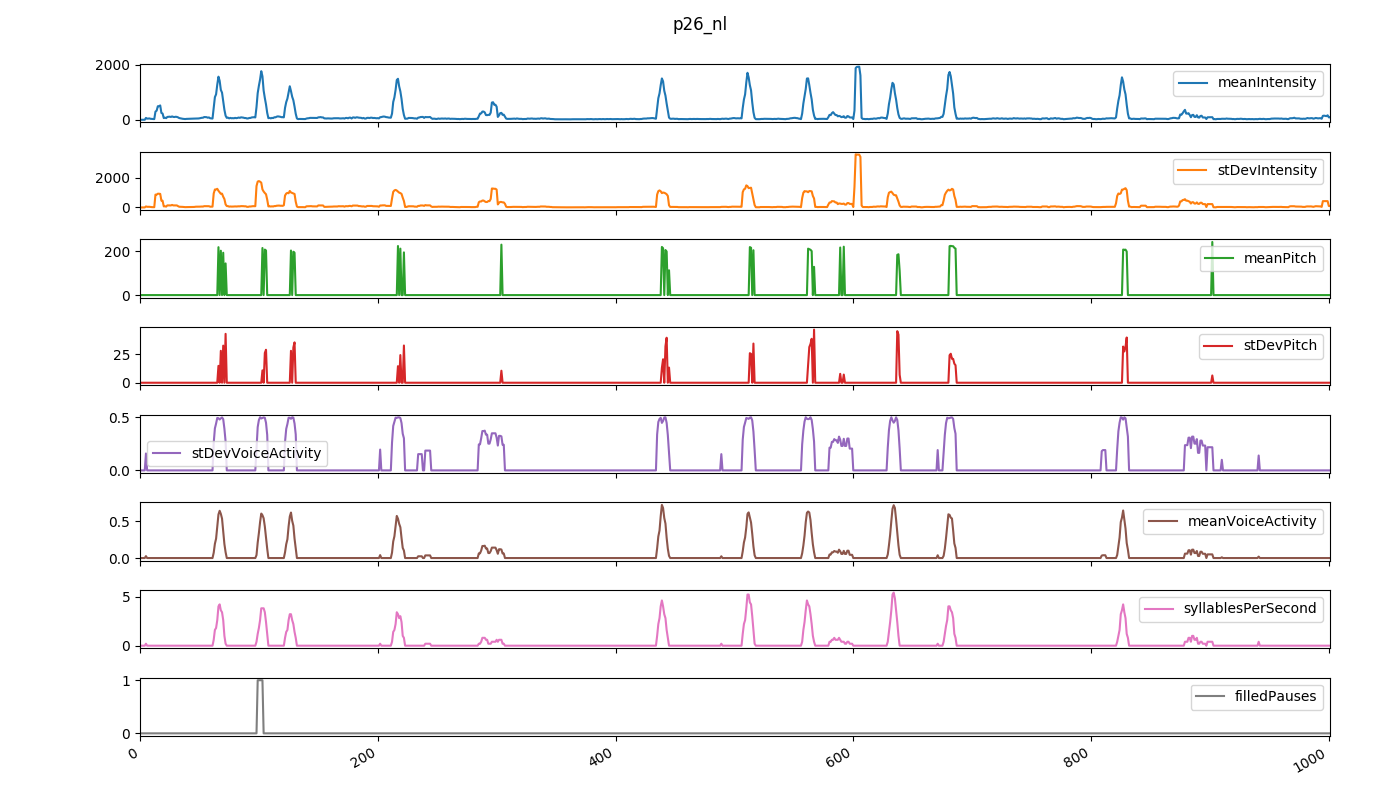 p26_nl
2000
0
meanIntensity
2000
0
stDevIntensity
200
0
meanPitch
25
0
stDevPitch
0.5
0.0
stDevVoiceActivity
0.5
0.0
meanVoiceActivity
5
0
syllablesPerSecond
1
0
filledPauses
0 200 400 600 800 1000